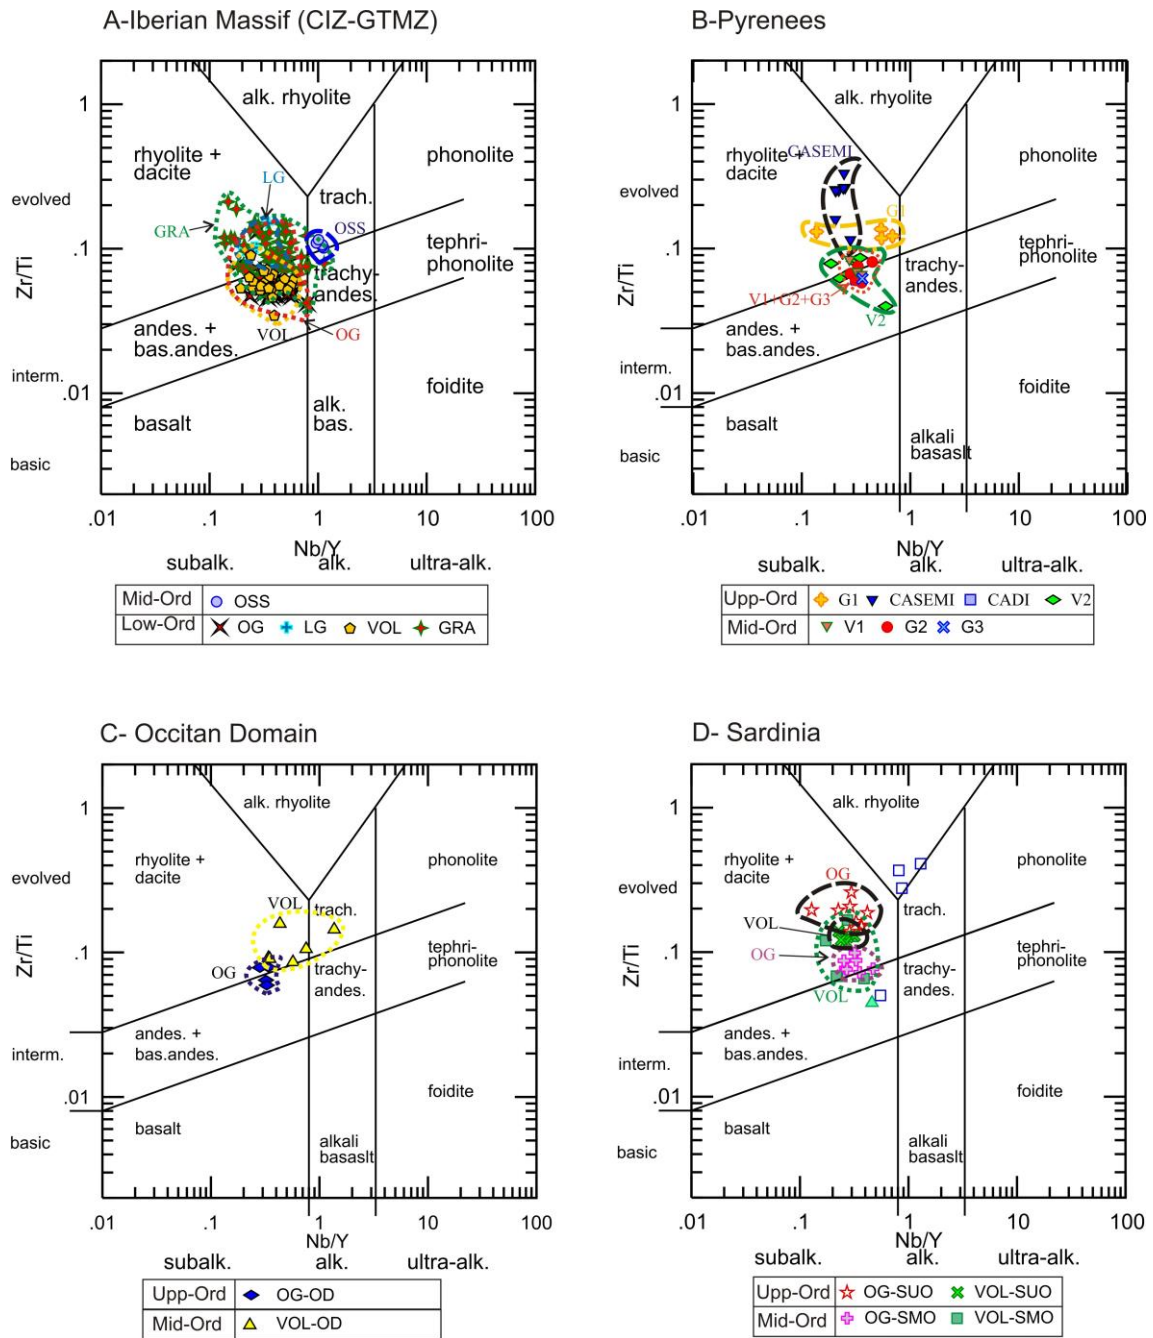 A-Iberian Massif (CIZ-GTMZ)
1
.1
.01
Zr/Ti
evolved
interm.
basic
alk. rhyolite
rhyolite +
dacite
phonolite
LG
trach.
GRA
OSS
tephri-
phonolite
trachy-
andes.
andes. +
bas.andes.
VOL
OG
foidite
basalt
alk.
bas.
.01
.1
1
10
100
Nb/Y
subalk.
alk.
ultra-alk.
Mid-Ord OSS
Low-Ord OG LG VOL GRA
B-Pyrenees
1
.1
.01
Zr/Ti
evolved
interm.
basic
alk. rhyolite
CASEMI
rhyolite +
dacite
phonolite
G1
trach.
tephri-
phonolite
trachy-
andes.
V1+G2+G3
V2
andes. +
bas.andes.
foidite
basalt
alkali
basaslt
.01
.1
1
10
100
Nb/Y
subalk.
alk.
ultra-alk.
Upp-Ord G1 CASEMI CADI V2
Mid-Ord V1 G2 G3
C- Occitan Domain
1
.1
.01
Zr/Ti
evolved
interm.
basic
alk. rhyolite
rhyolite +
dacite
phonolite
VOL
trach.
OG
tephri-
phonolite
trachy-
andes.
andes. +
bas.andes.
foidite
basalt
alkali
basaslt
.01
.1
1
10
100
Nb/Y
subalk.
alk.
ultra-alk.
Upp-Ord OG-OD
Mid-Ord VOL-OD
D- Sardinia
1
.1
.01
Zr/Ti
evolved
interm.
basic
alk. rhyolite
rhyolite +
dacite
phonolite
OG
trach.
VOL
OG
tephri-
phonolite
trachy-
andes.
VOL
andes. +
bas.andes.
foidite
basalt
alkali
basaslt
.01
.1
1
10
100
Nb/Y
subalk.
alk.
ultra-alk.
Upp-Ord OG-SUO VOL-SUO
Mid-Ord OG-SMO VOL-SMO